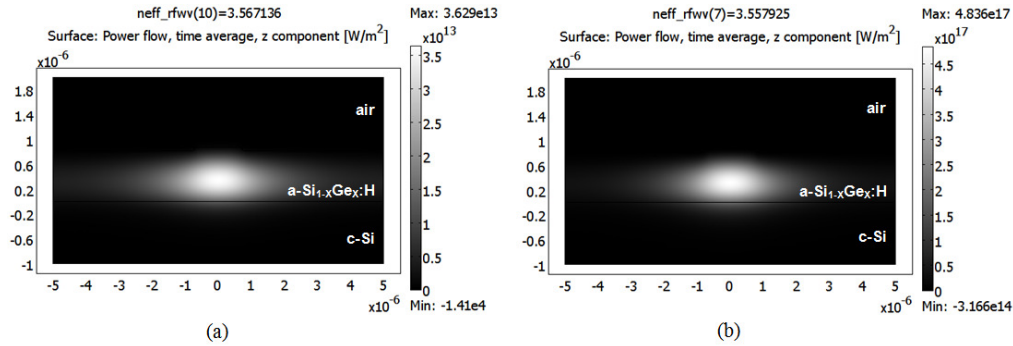 neff_rfwv(10)=3.567136
Max: 3.629e13
Surface: Power flow, time average, z component [W/m²]
x10⁻⁶
x10¹³
1.8
1.4
1
0.6
0.2
-0.2
-0.6
-1
air
a-Si₁₋ₓGeₓ:H
c-Si
3.5
3
2.5
2
1.5
1
0.5
0
-5 -4 -3 -2 -1 0 1 2 3 4 5
x10⁻⁶
Min: -1.41e4
(a)
neff_rfwv(7)=3.557925
Max: 4.836e17
Surface: Power flow, time average, z component [W/m²]
x10⁻⁶
x10¹⁷
1.8
1.4
1
0.6
0.2
-0.2
-0.6
-1
air
a-Si₁₋ₓGeₓ:H
c-Si
4.5
4
3.5
3
2.5
2
1.5
1
0.5
0
-5 -4 -3 -2 -1 0 1 2 3 4 5
x10⁻⁶
Min: -3.166e14
(b)